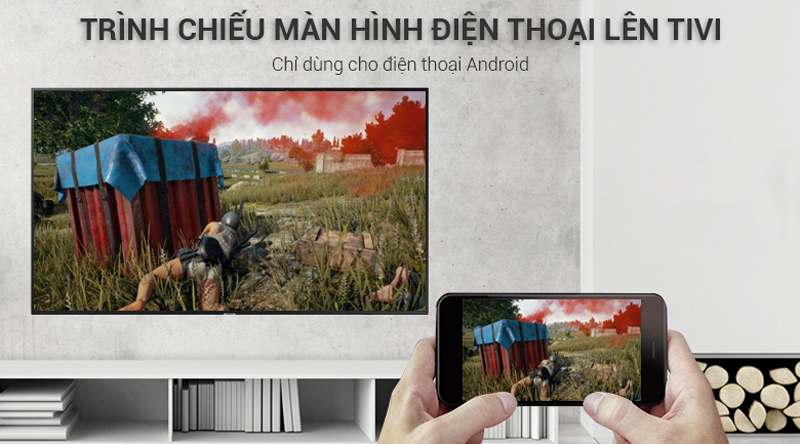 TRÌNH CHIẾU MÀN HÌNH ĐIỆN THOẠI LÊN TIVI
Chỉ dùng cho điện thoại Android